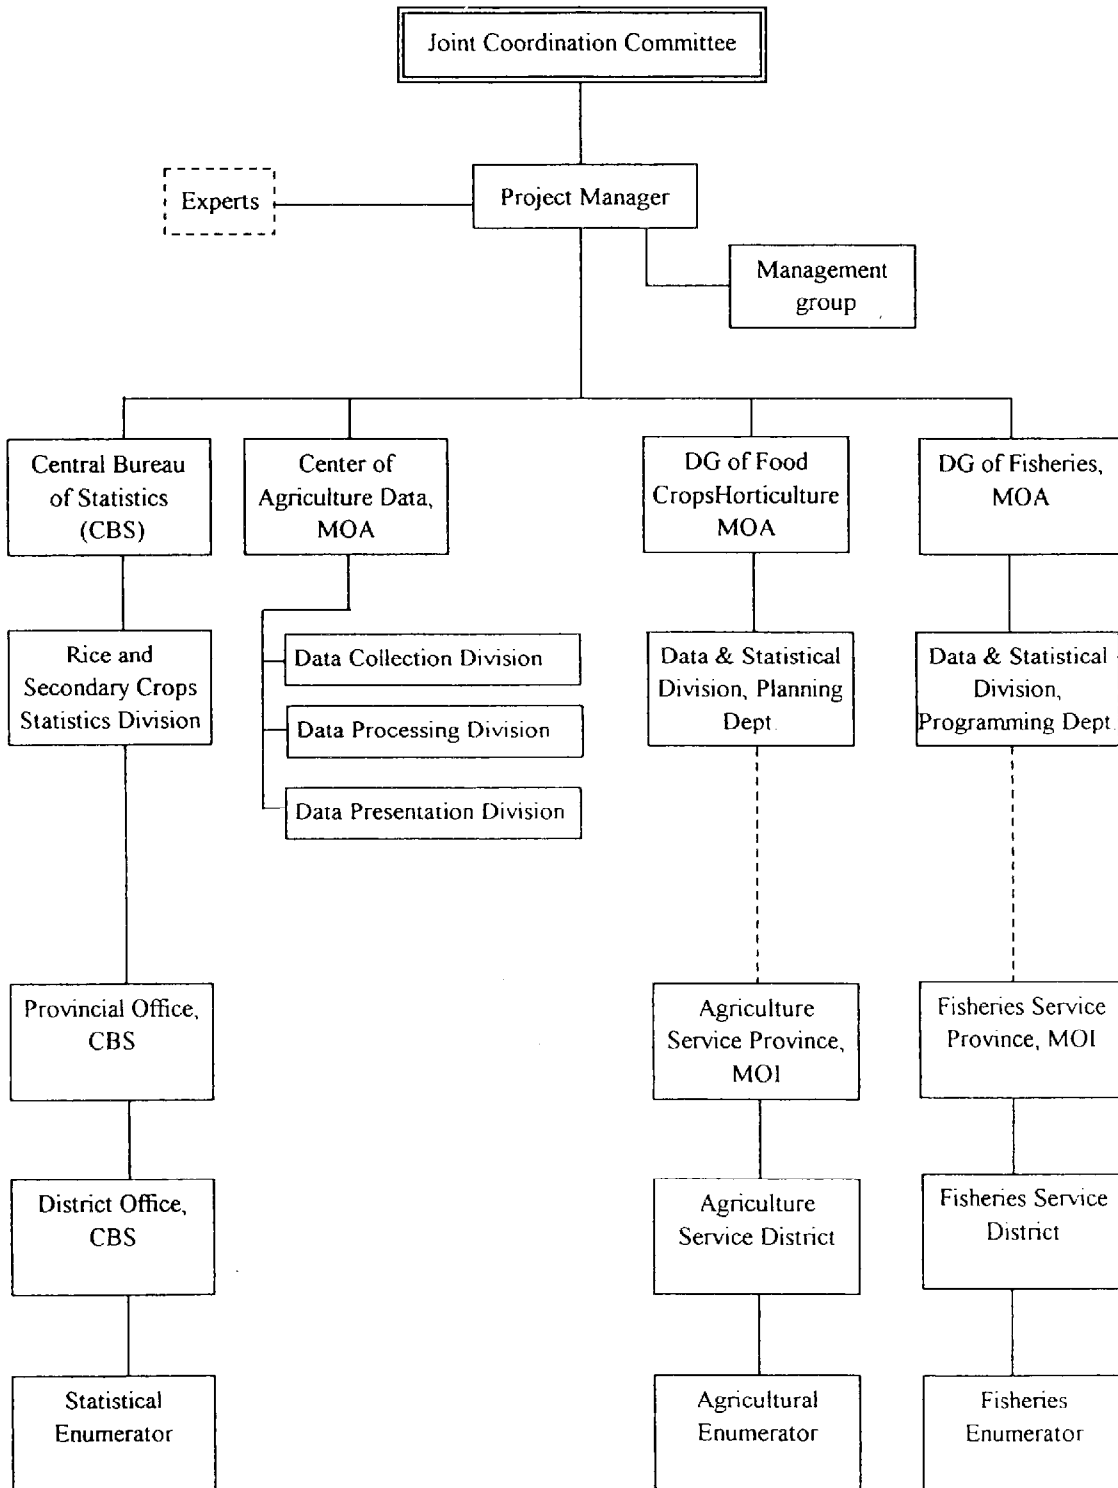 Joint Coordination Committee
Experts
Project Manager
Management
group
Central Bureau
of Statistics
(CBS)
Center of
Agriculture Data,
MOA
DG of Food
CropsHorticulture
MOA
DG of Fisheries,
MOA
Rice and
Secondary Crops
Statistics Division
Data Collection Division
Data Processing Division
Data Presentation Division
Data & Statistical
Division, Planning
Dept.
Data & Statistical
Division,
Programming Dept.
Provincial Office,
CBS
Agriculture
Service Province,
MOI
Fisheries Service
Province, MOI
District Office,
CBS
Agriculture
Service District
Fisheries Service
District
Statistical
Enumerator
Agricultural
Enumerator
Fisheries
Enumerator